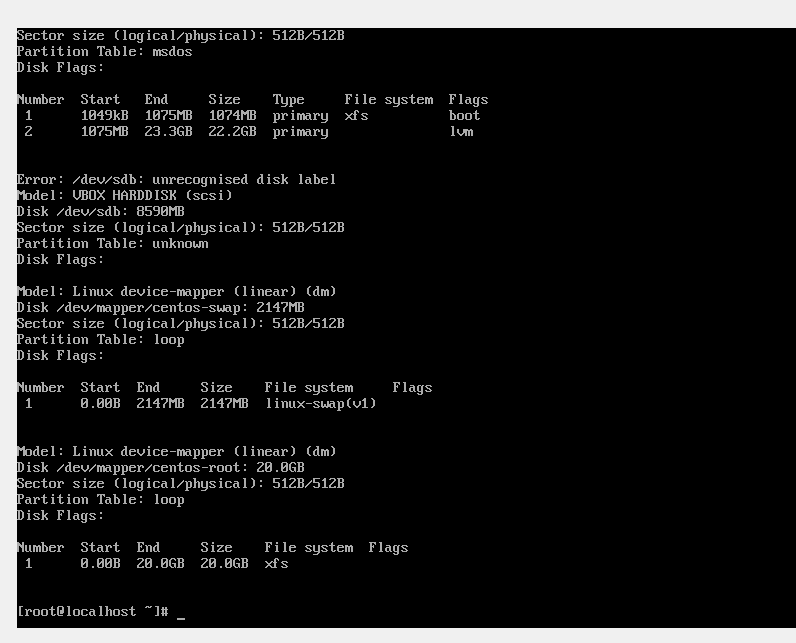 Sector size (logical/physical): 512B/512B
Partition Table: msdos
Disk Flags:
Number  Start   End     Size    Type     File system  Flags
 1      1049kB  1075MB  1074MB  primary  xfs          boot
 2      1075MB  23.3GB  22.2GB  primary               lvm
Error: /dev/sdb: unrecognised disk label
Model: VBOX HARDDISK (scsi)
Disk /dev/sdb: 8590MB
Sector size (logical/physical): 512B/512B
Partition Table: unknown
Disk Flags:
Model: Linux device-mapper (linear) (dm)
Disk /dev/mapper/centos-swap: 2147MB
Sector size (logical/physical): 512B/512B
Partition Table: loop
Disk Flags:
Number  Start  End     Size    File system     Flags
 1      0.00B  2147MB  2147MB  linux-swap(v1)
Model: Linux device-mapper (linear) (dm)
Disk /dev/mapper/centos-root: 20.0GB
Sector size (logical/physical): 512B/512B
Partition Table: loop
Disk Flags:
Number  Start  End     Size    File system  Flags
 1      0.00B  20.0GB  20.0GB  xfs
[root@localhost ~]# _